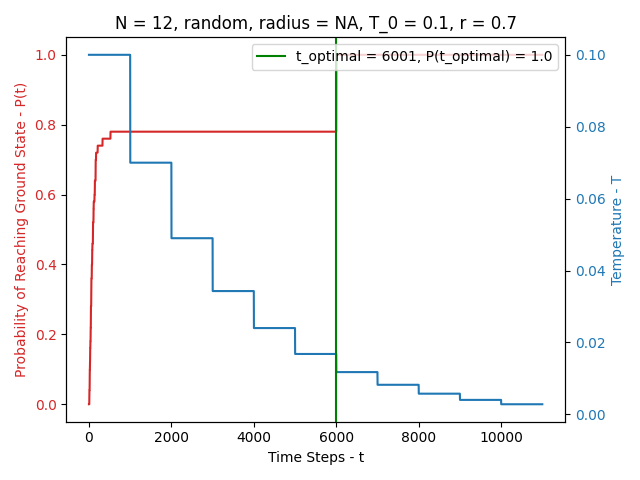 N = 12, random, radius = NA, T_0 = 0.1, r = 0.7
t_optimal = 6001, P(t_optimal) = 1.0
Probability of Reaching Ground State - P(t)
1.0
0.8
0.6
0.4
0.2
0.0
0.10
0.08
0.06
0.04
0.02
0.00
Temperature - T
0 2000 4000 6000 8000 10000
Time Steps - t